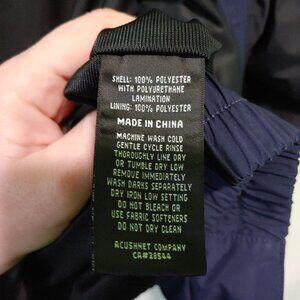 SHELL: 100% POLYESTER
WITH POLYURETHANE
LAMINATION
LINING: 100% POLYESTER
MADE IN CHINA
MACHINE WASH COLD
GENTLE CYCLE RINSE
THOROUGHLY LINE DRY
OR TUMBLE DRY LOW
REMOVE IMMEDIATELY
WASH DARKS SEPARATELY
DRY IRON LOW SETTING
DO NOT BLEACH OR
USE FABRIC SOFTENERS
DO NOT DRY CLEAN
ACUSHNET COMPANY
CA#28544